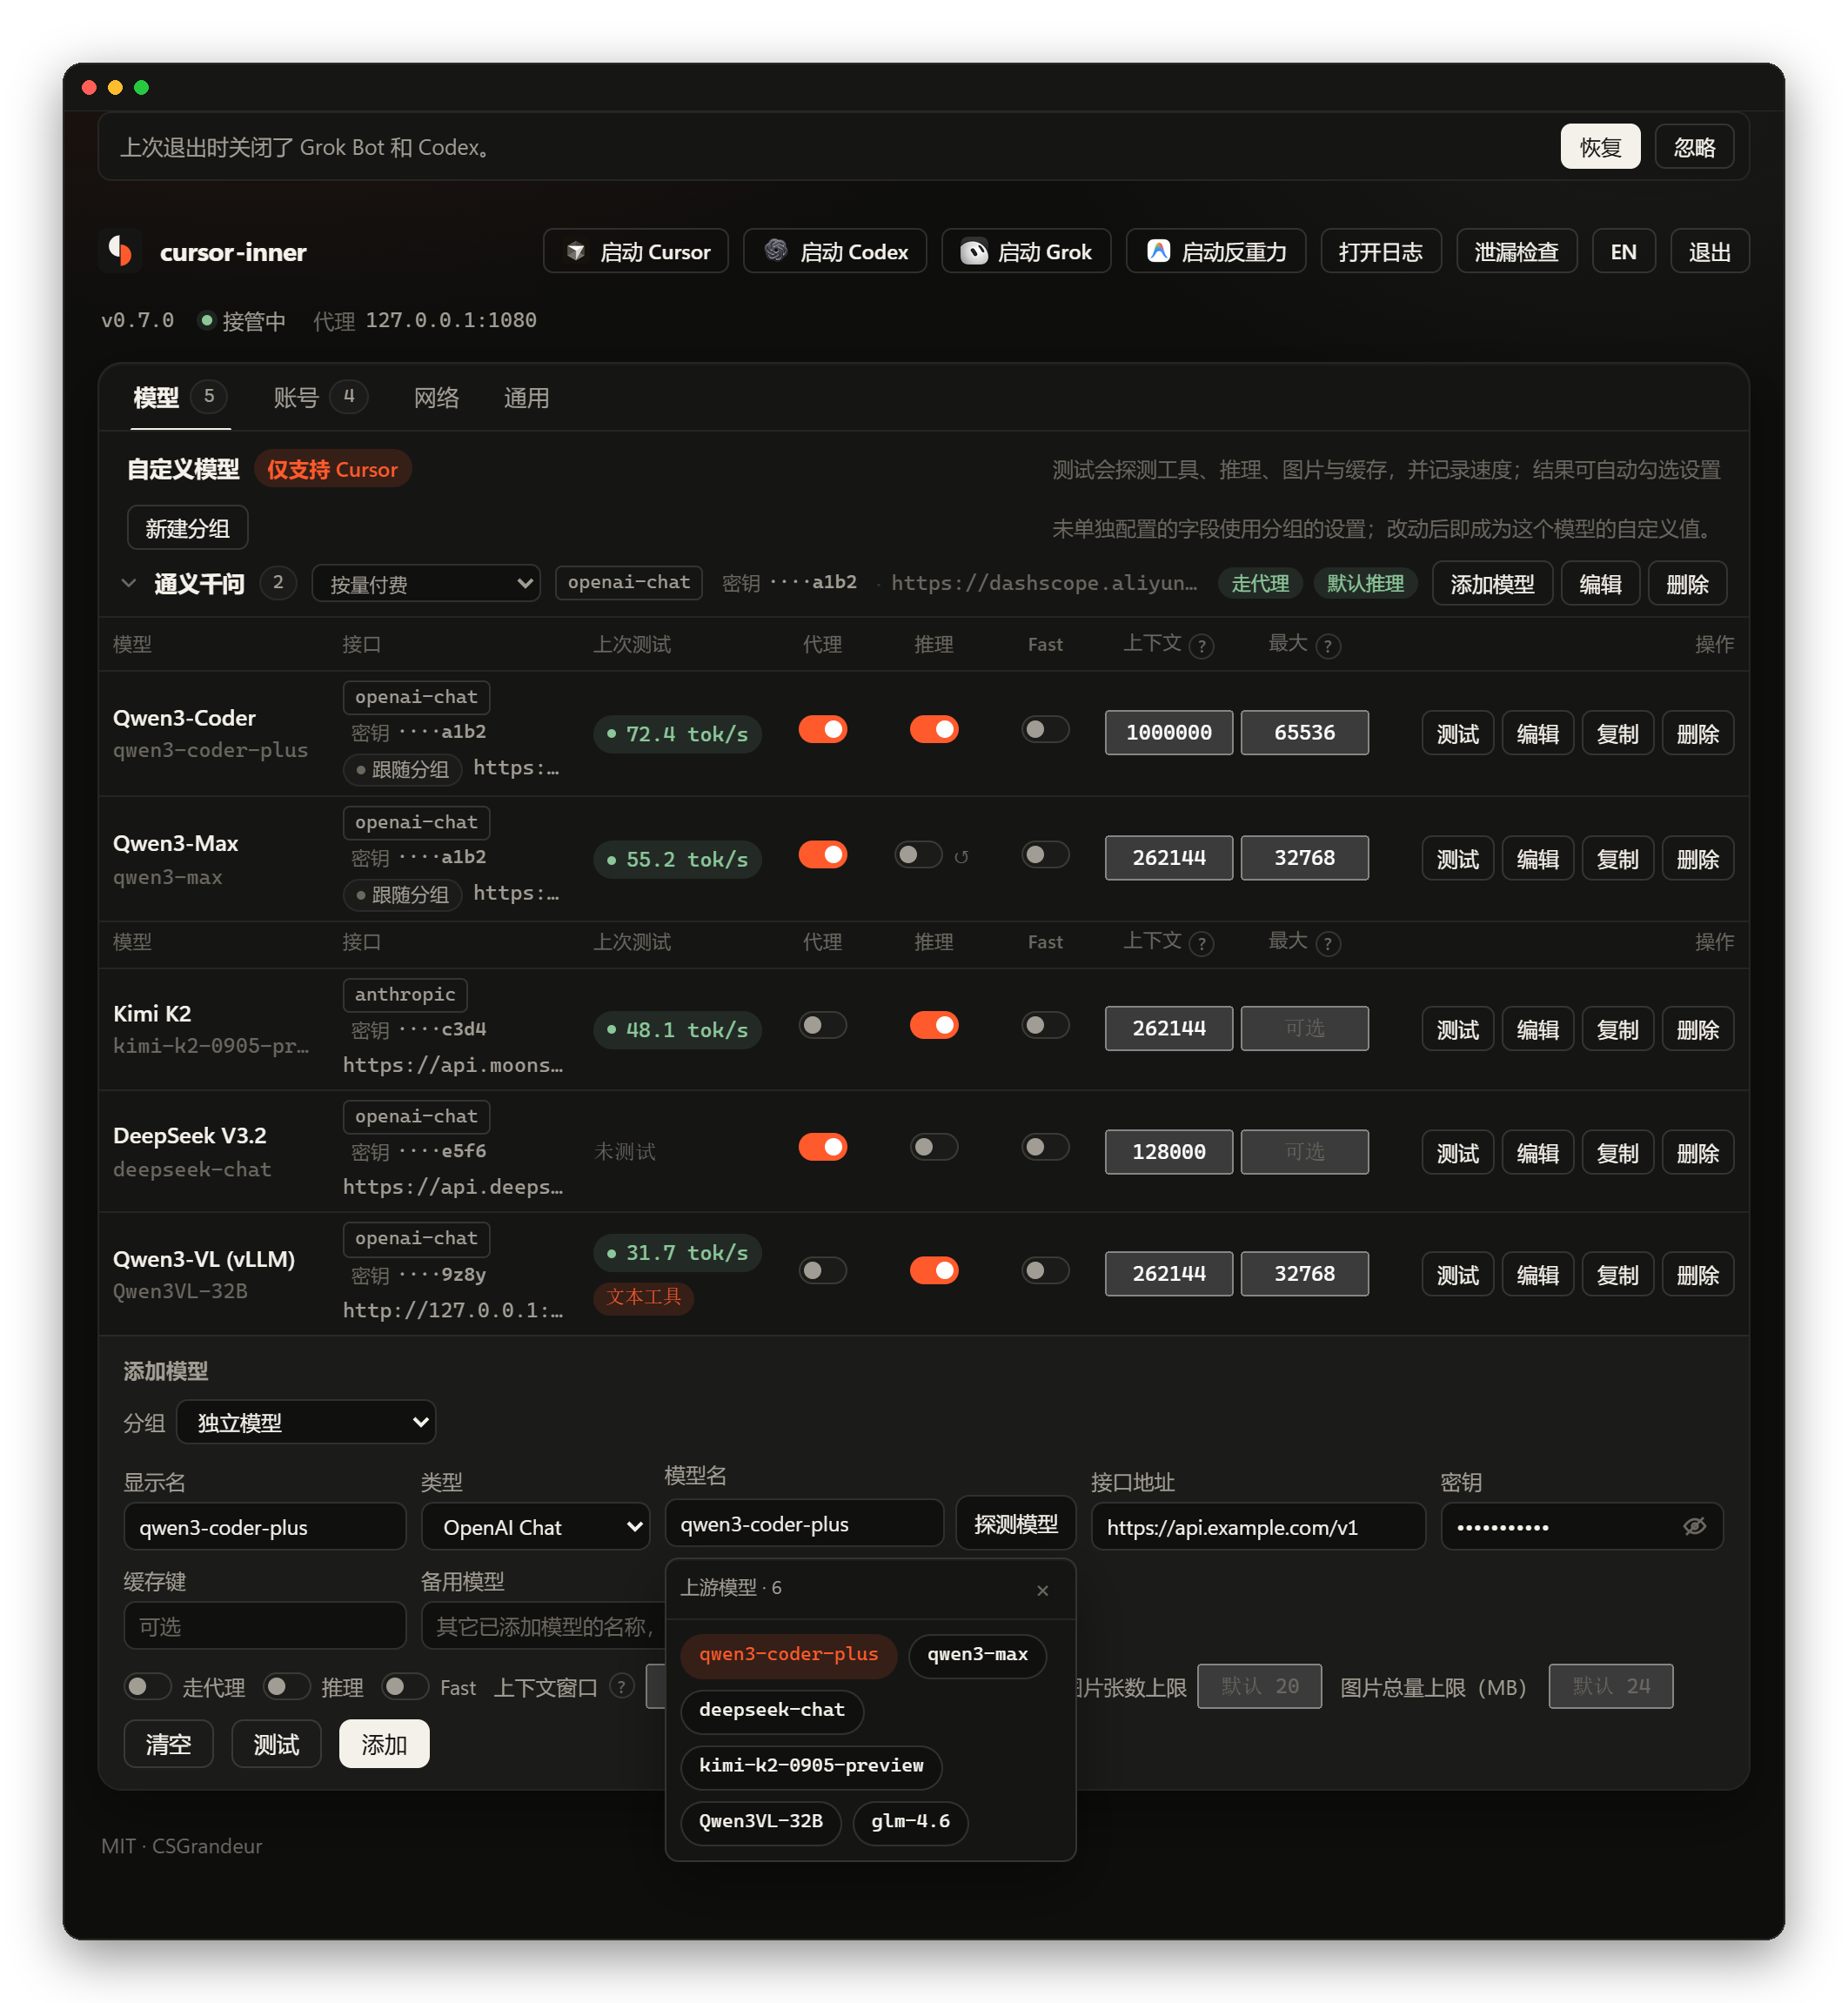 上次退出时关闭了 Grok Bot 和 Codex。 恢复 忽略
cursor-inner 启动 Cursor 启动 Codex 启动 Grok 启动反重力 打开日志 泄漏检查 EN 退出
v0.7.0 接管中 代理 127.0.0.1:1080
模型 5 账号 4 网络 通用
自定义模型 仅支持 Cursor 测试会探测工具、推理、图片与缓存，并记录速度；结果可自动勾选设置
新建分组 未单独配置的字段使用分组的设置；改动后即成为这个模型的自定义值。
通义千问 2 按量付费 openai-chat 密钥 ····a1b2 · https://dashscope.aliyun… 走代理 默认推理 添加模型 编辑 删除
模型 接口 上次测试 代理 推理 Fast 上下文 ? 最大 ? 操作
openai-chat
Qwen3-Coder 密钥 ····a1b2 72.4 tok/s 1000000 65536 测试 编辑 复制 删除
qwen3-coder-plus
跟随分组 https:…
openai-chat
Qwen3-Max 密钥 ····a1b2 55.2 tok/s ↺ 262144 32768 测试 编辑 复制 删除
qwen3-max
跟随分组 https:…
模型 接口 上次测试 代理 推理 Fast 上下文 ? 最大 ? 操作
anthropic
Kimi K2 密钥 ····c3d4 48.1 tok/s 262144 可选 测试 编辑 复制 删除
kimi-k2-0905-pr…
https://api.moons…
openai-chat
DeepSeek V3.2 密钥 ····e5f6 未测试 128000 可选 测试 编辑 复制 删除
deepseek-chat
https://api.deeps…
openai-chat
Qwen3-VL (vLLM) 密钥 ····9z8y 31.7 tok/s 262144 32768 测试 编辑 复制 删除
Qwen3VL-32B 文本工具
http://127.0.0.1:…
添加模型
分组 独立模型
显示名 类型 模型名 接口地址 密钥
qwen3-coder-plus OpenAI Chat qwen3-coder-plus 探测模型 https://api.example.com/v1 •••••••••••
缓存键 备用模型
可选 其它已添加模型的名称，
上游模型 · 6 ×
qwen3-coder-plus qwen3-max
deepseek-chat
kimi-k2-0905-preview
Qwen3VL-32B glm-4.6
走代理 推理 Fast 上下文窗口 ? 片张数上限 默认 20 图片总量上限（MB） 默认 24
清空 测试 添加
MIT · CSGrandeur